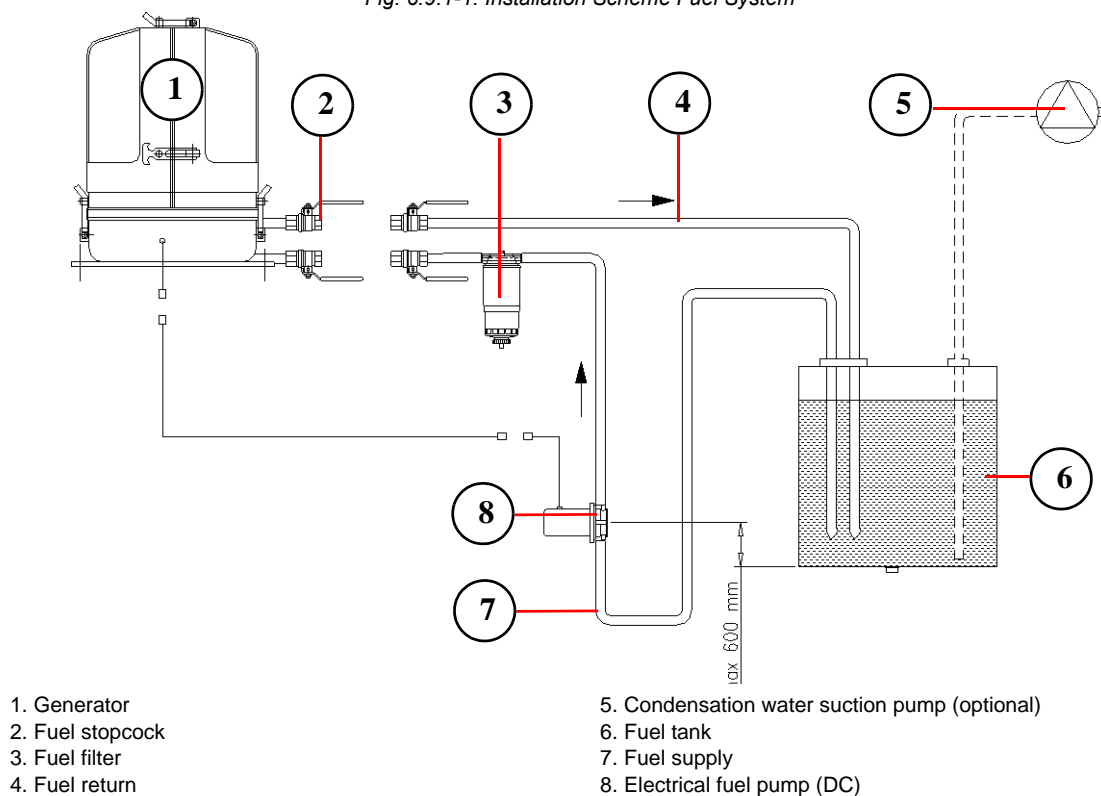 Fig. 6.9.1-1: Installation Scheme Fuel System
1
2
3
4
5
6
8
7
max 600 mm
1. Generator
2. Fuel stopcock
3. Fuel filter
4. Fuel return
5. Condensation water suction pump (optional)
6. Fuel tank
7. Fuel supply
8. Electrical fuel pump (DC)